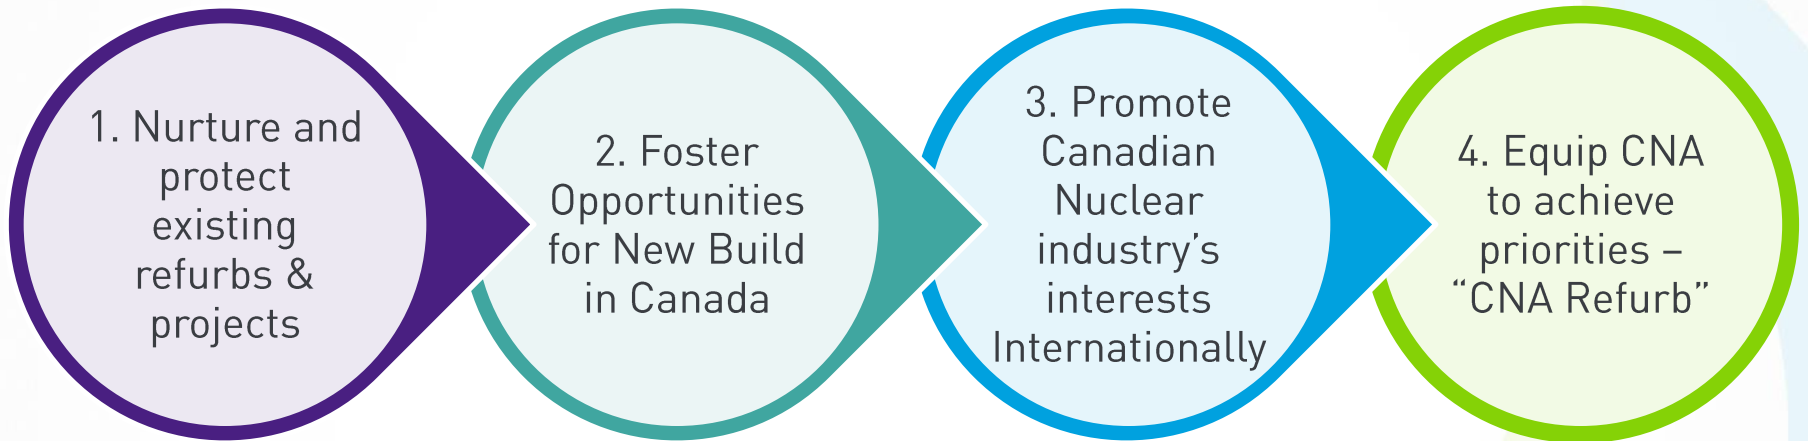 1. Nurture and
protect
existing
refurbs &
projects
2. Foster
Opportunities
for New Build
in Canada
3. Promote
Canadian
Nuclear
industry’s
interests
Internationally
4. Equip CNA
to achieve
priorities –
“CNA Refurb”